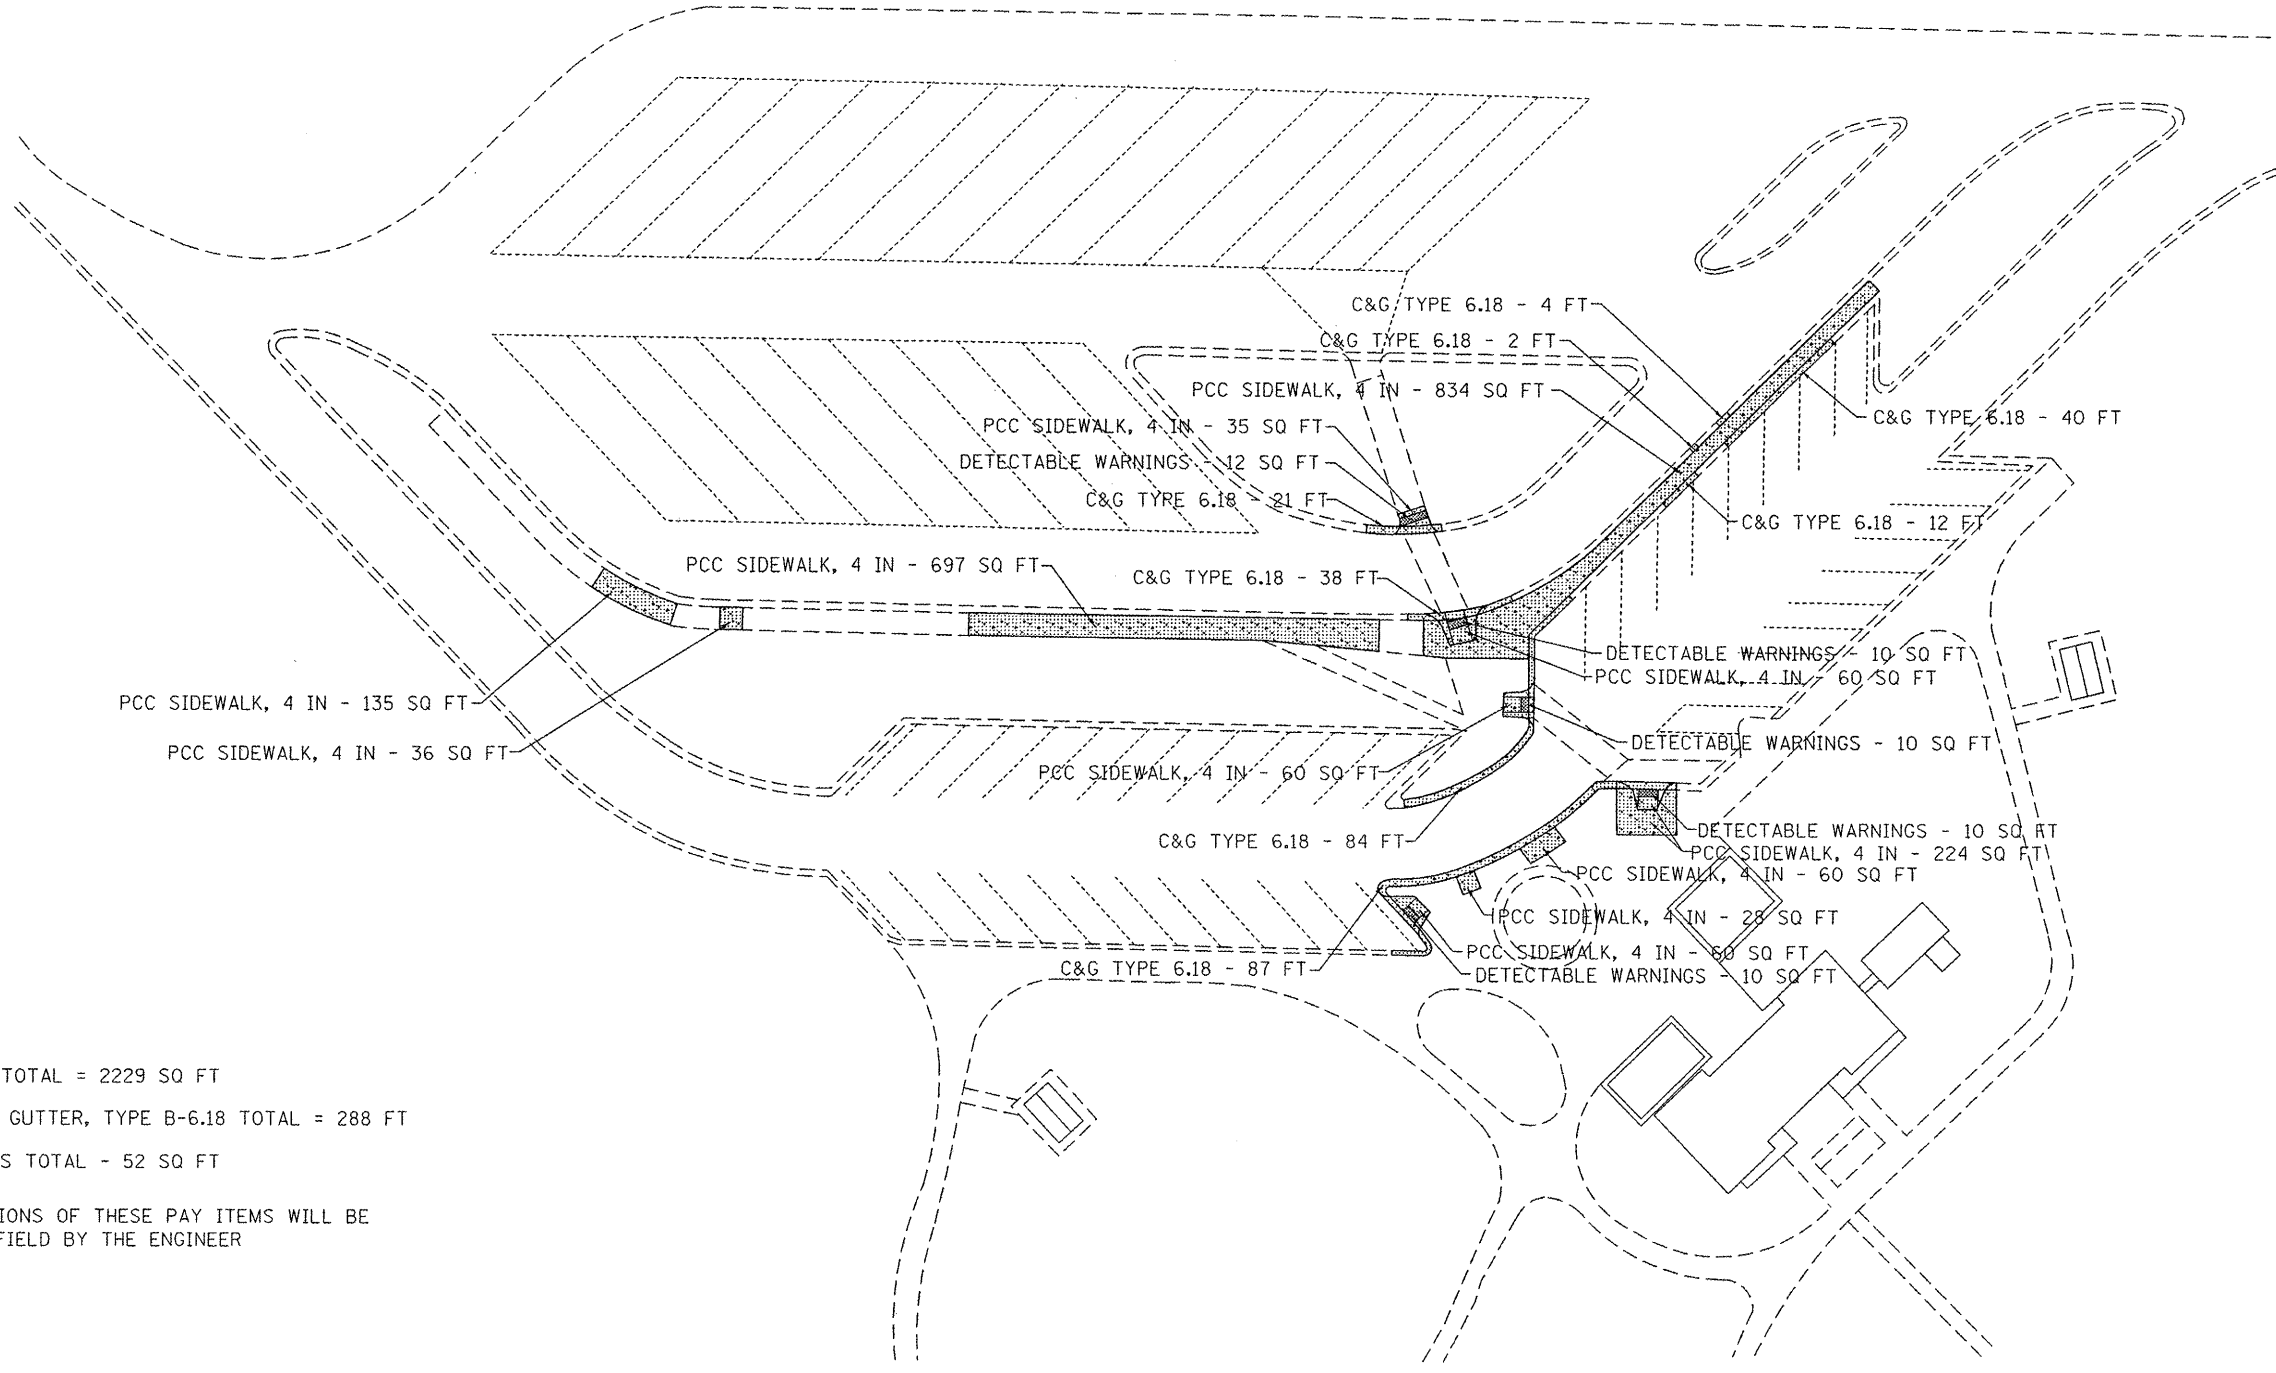 C&G TYPE 6.18 - 4 FT
C&G TYPE 6.18 - 2 FT
PCC SIDEWALK, 4 IN - 834 SQ FT
C&G TYPE 6.18 - 40 FT
PCC SIDEWALK, 4 IN - 35 SQ FT
DETECTABLE WARNINGS - 12 SQ FT
C&G TYPE 6.18 - 21 FT
C&G TYPE 6.18 - 12 FT
PCC SIDEWALK, 4 IN - 697 SQ FT
C&G TYPE 6.18 - 38 FT
DETECTABLE WARNINGS - 10 SQ FT
PCC SIDEWALK, 4 IN - 60 SQ FT
PCC SIDEWALK, 4 IN - 135 SQ FT
PCC SIDEWALK, 4 IN - 36 SQ FT
DETECTABLE WARNINGS - 10 SQ FT
PCC SIDEWALK, 4 IN - 60 SQ FT
C&G TYPE 6.18 - 84 FT
DETECTABLE WARNINGS - 10 SQ FT
PCC SIDEWALK, 4 IN - 224 SQ FT
PCC SIDEWALK, 4 IN - 60 SQ FT
PCC SIDEWALK, 4 IN - 28 SQ FT
PCC SIDEWALK, 4 IN - 60 SQ FT
C&G TYPE 6.18 - 87 FT
DETECTABLE WARNINGS - 10 SQ FT
TOTAL = 2229 SQ FT
GUTTER, TYPE B-6.18 TOTAL = 288 FT
S TOTAL - 52 SQ FT
IONS OF THESE PAY ITEMS WILL BE
FIELD BY THE ENGINEER